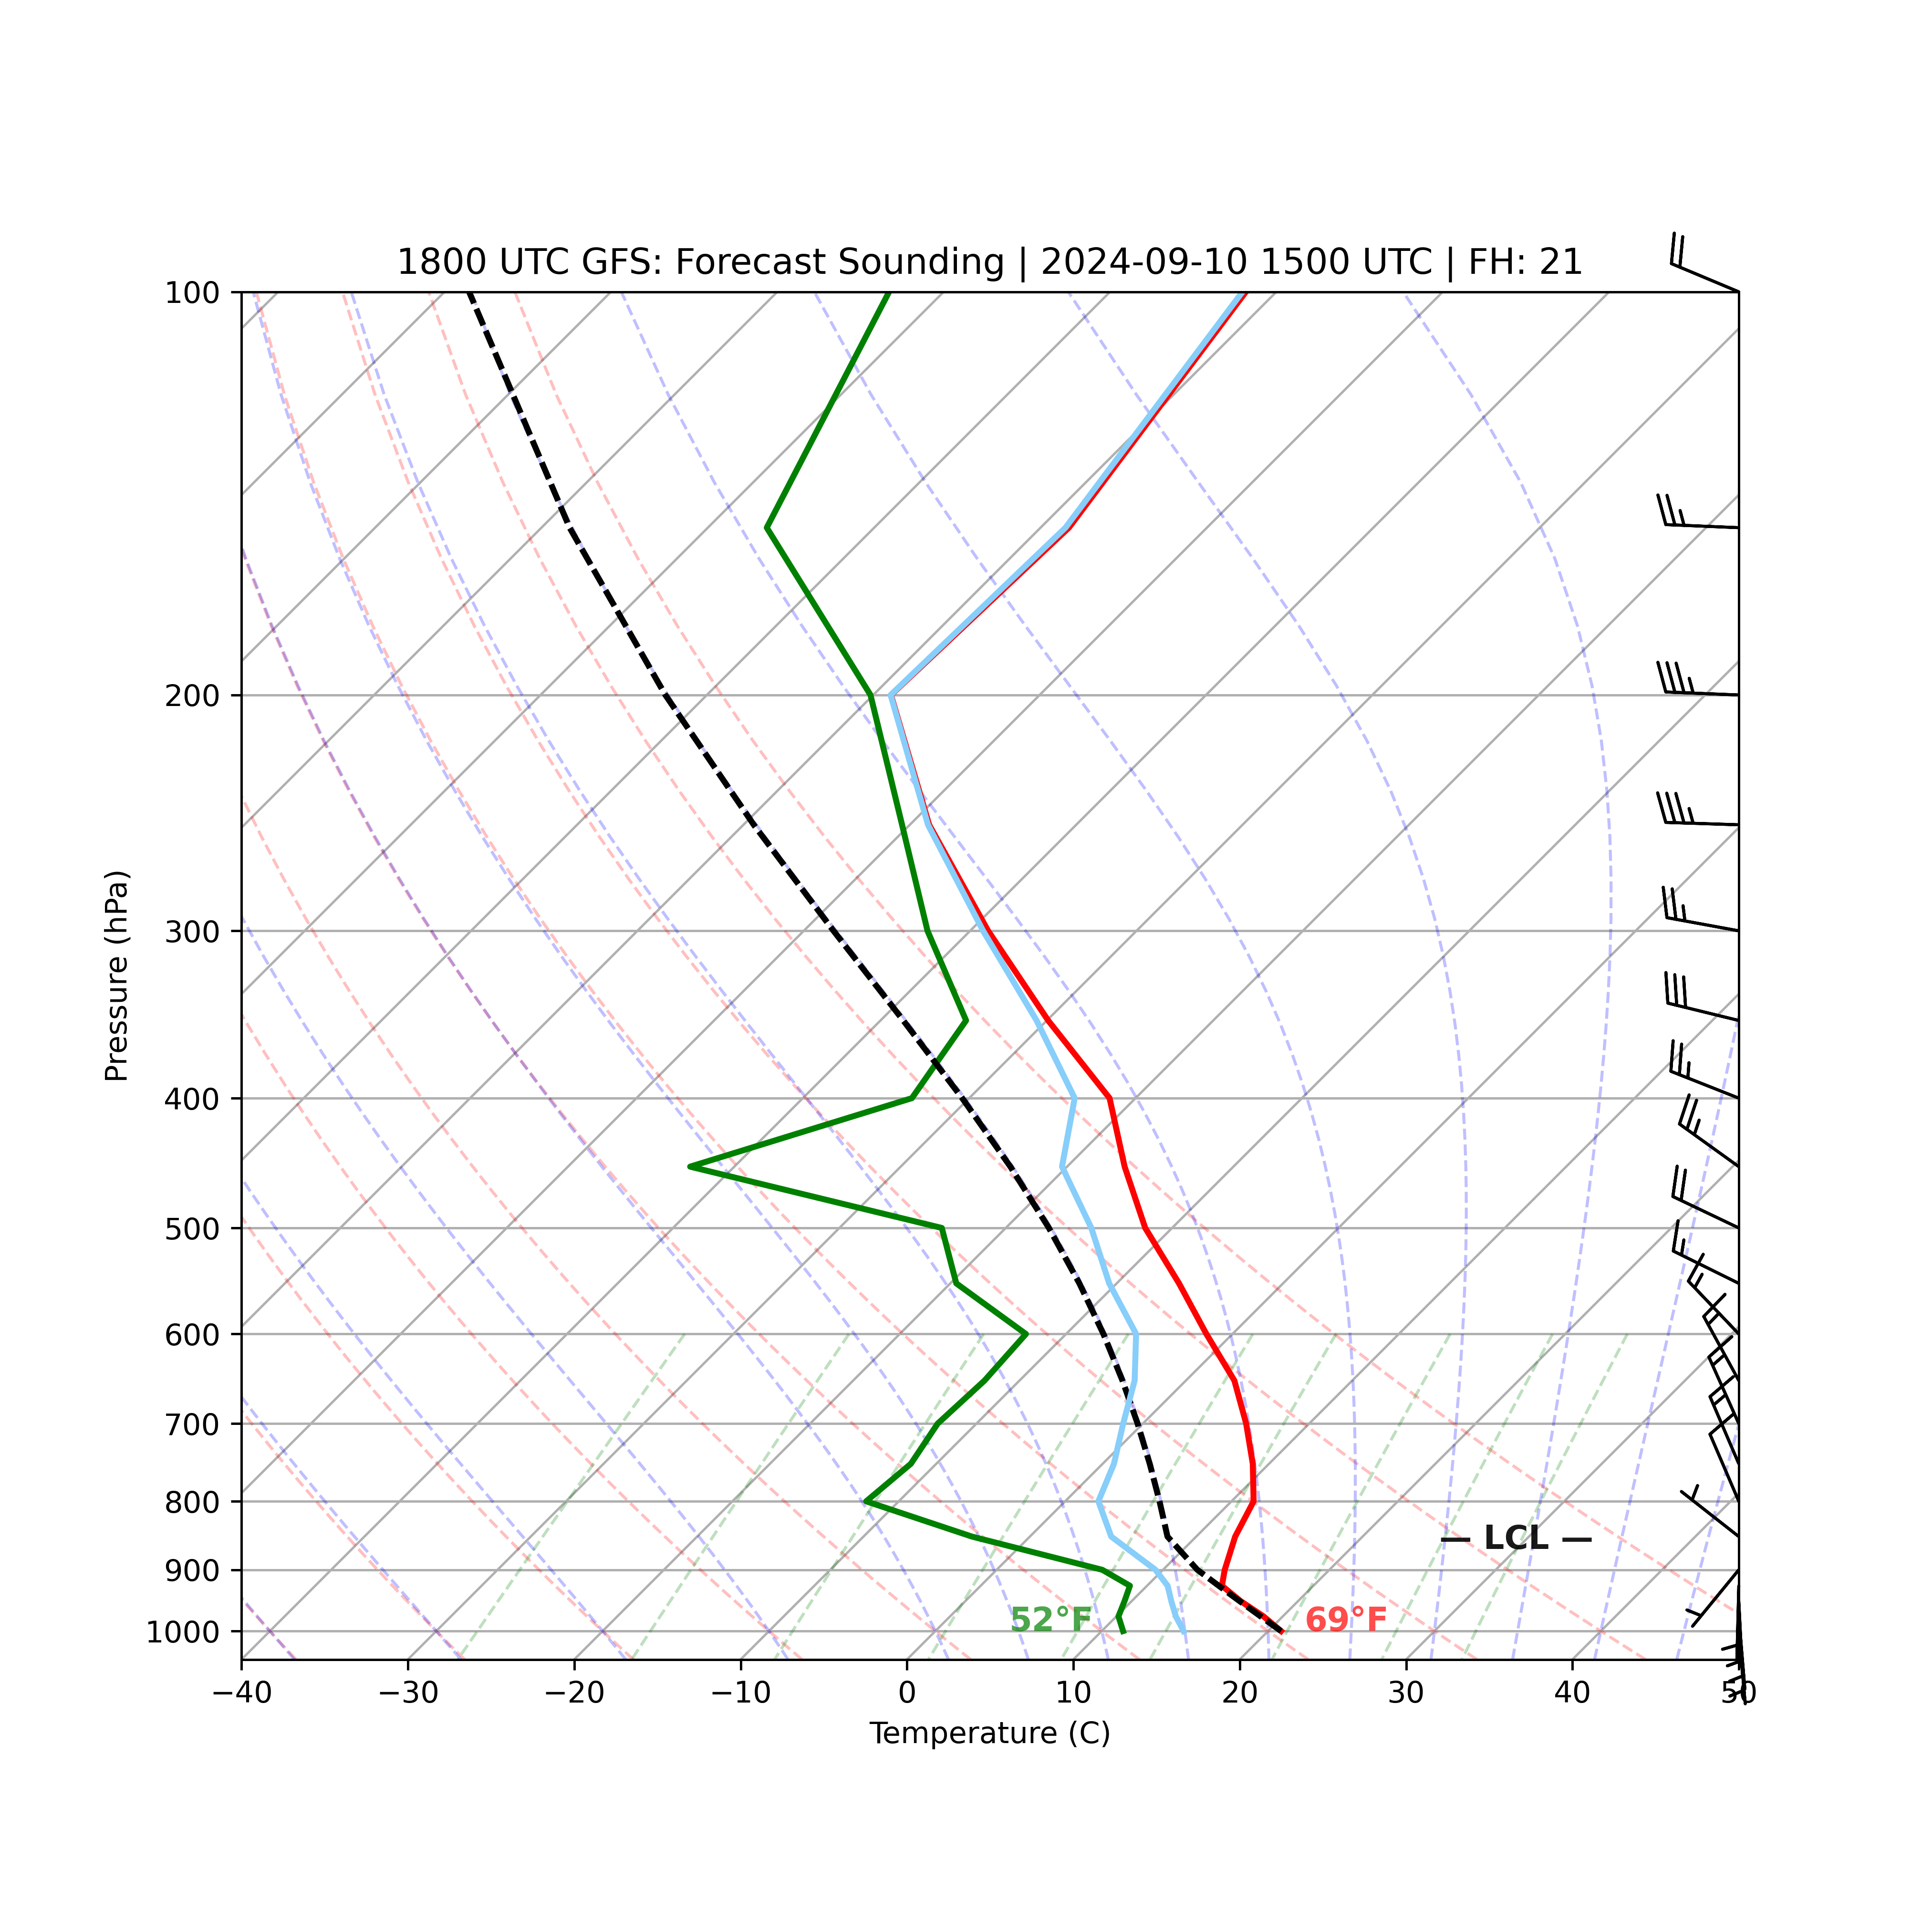 1800 UTC GFS: Forecast Sounding | 2024-09-10 1500 UTC | FH: 21
100
200
300
400
500
600
700
800
900
1000
Pressure (hPa)
— LCL —
52°F
69°F
−40 −30 −20 −10 0 10 20 30 40 50
Temperature (C)